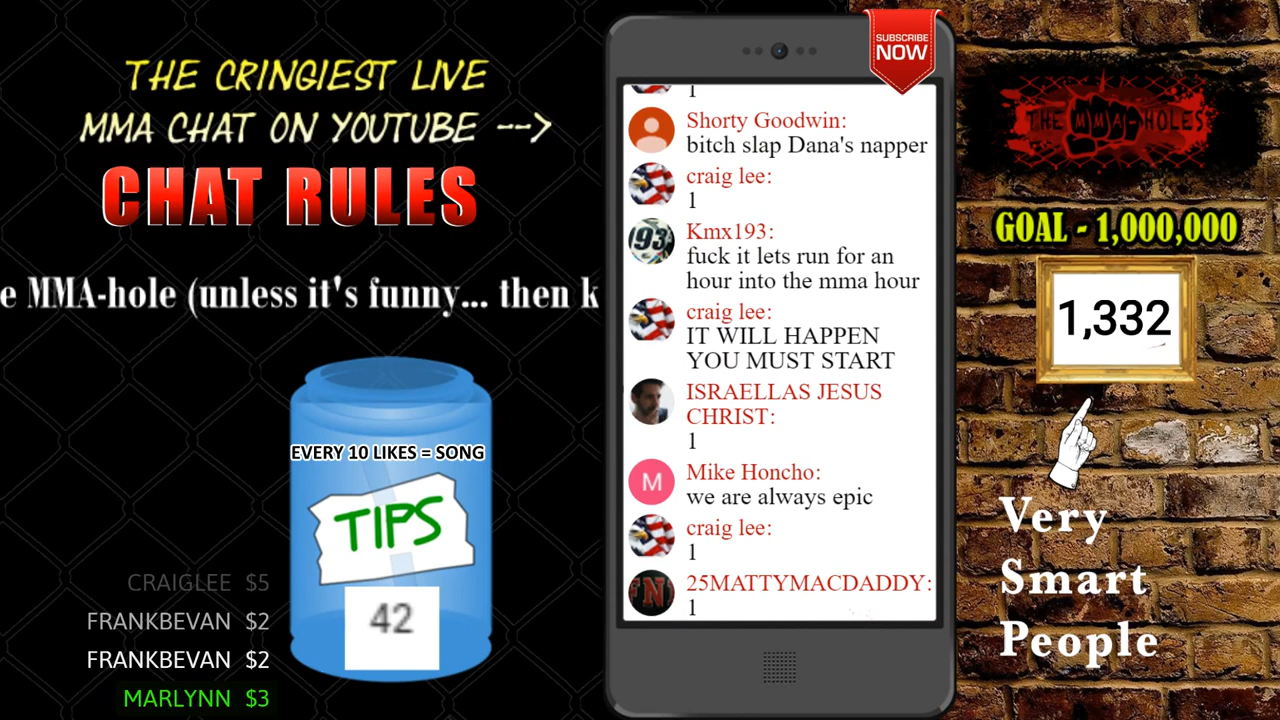 THE CRINGIEST LIVE
MMA CHAT ON YOUTUBE -->
CHAT RULES
e MMA-hole (unless it's funny... then k
EVERY 10 LIKES = SONG
TIPS
42
CRAIGLEE $5
FRANKBEVAN $2
FRANKBEVAN $2
MARLYNN $3
SUBSCRIBE
NOW
1
Shorty Goodwin:
bitch slap Dana's napper
craig lee:
1
Kmx193:
fuck it lets run for an
hour into the mma hour
craig lee:
IT WILL HAPPEN
YOU MUST START
ISRAELLAS JESUS
CHRIST:
1
Mike Honcho:
we are always epic
craig lee:
1
25MATTYMACDADDY:
1
93
M
FN
THE MMA-HOLES
GOAL - 1,000,000
1,332
Very
Smart
People